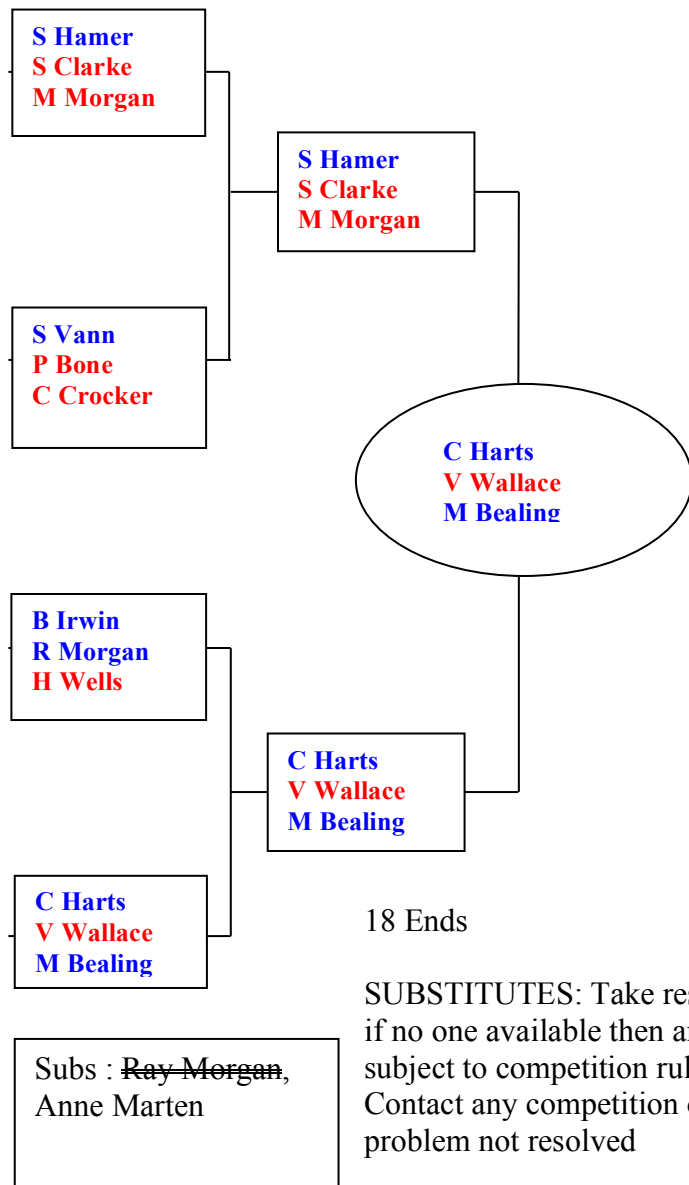 S Hamer
S Clarke
M Morgan
S Hamer
S Clarke
M Morgan
S Vann
P Bone
C Crocker
C Harts
V Wallace
M Bealing
B Irwin
R Morgan
H Wells
C Harts
V Wallace
M Bealing
C Harts
V Wallace
M Bealing
18 Ends
SUBSTITUTES: Take
if no one available then
subject to competition
Contact any competition
problem not resolved
Subs : Ray Morgan,
Anne Marten